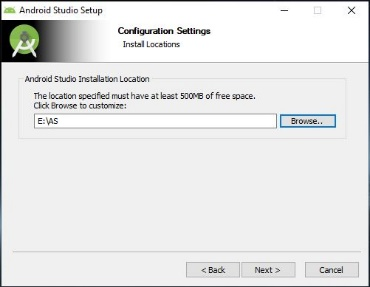 Android Studio Setup
Configuration Settings
Install Locations
Android Studio Installation Location
The location specified must have at least 500MB of free space.
Click Browse to customize:
E:\AS
Browse..
< Back
Next >
Cancel